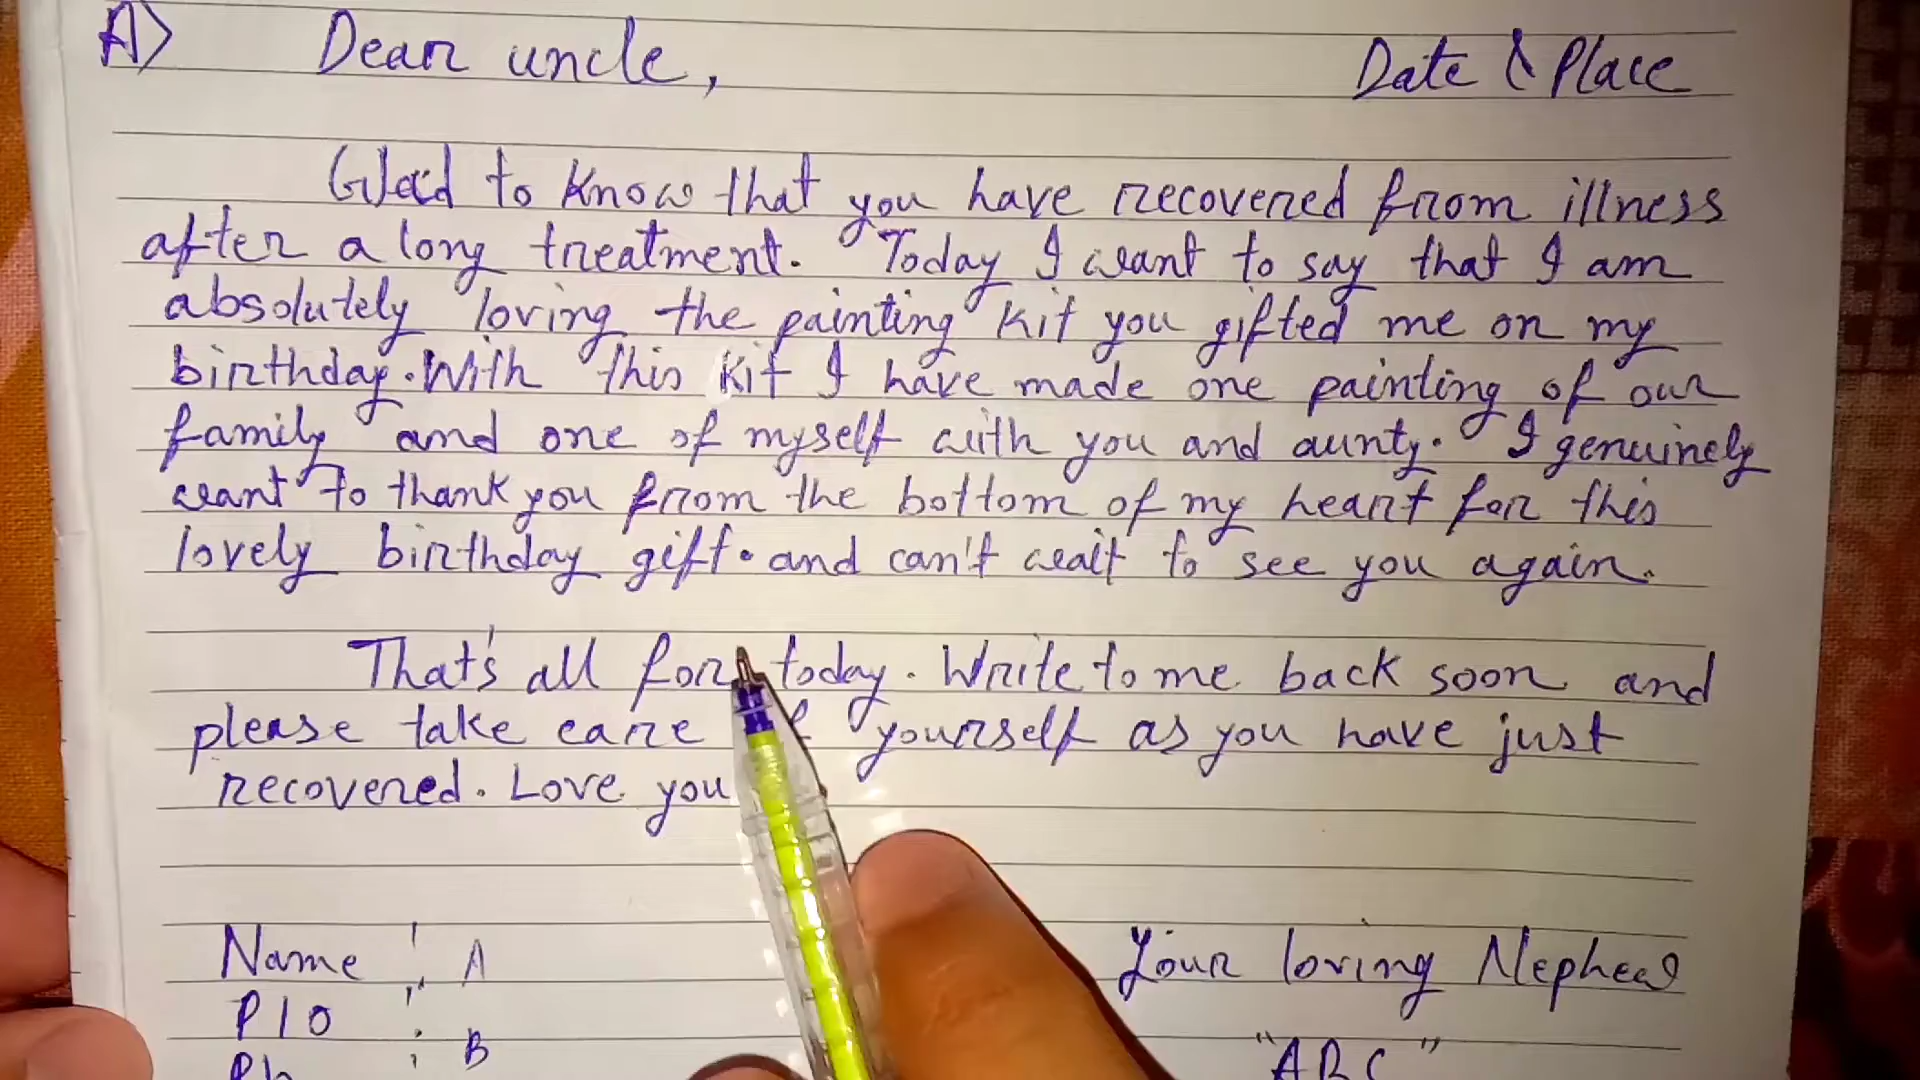 A) Dear uncle, Date & Place
Glad to know that you have recovered from illness
after a long treatment. Today I want to say that I am
absolutely loving the painting kit you gifted me on my
birthday. With this kit I have made one painting of our
family and one of myself with you and aunty. I genuinely
want to thank you from the bottom of my heart for this
lovely birthday gift. and can't wait to see you again.
That's all for today. Write to me back soon and
please take care yourself as you have just
recovered. Love you
Name : A Your loving Nephew
P/O :
: B "ABC"